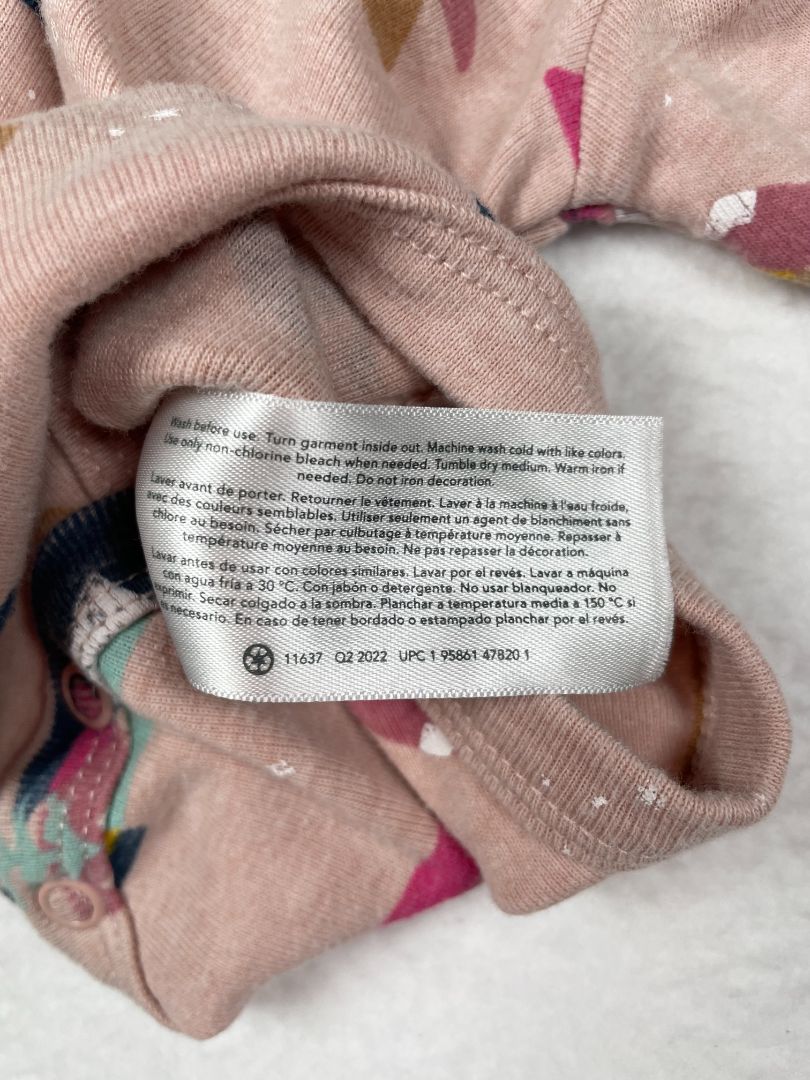 Wash before use. Turn garment inside out. Machine wash cold with like colors.
Use only non-chlorine bleach when needed. Tumble dry medium. Warm iron if
needed. Do not iron decoration.
Laver avant de porter. Retourner le vêtement. Laver à la machine à l'eau froide,
avec des couleurs semblables. Utiliser seulement un agent de blanchiment sans
chlore au besoin. Sécher par culbutage à température moyenne. Repasser à
température moyenne au besoin. Ne pas repasser la décoration.
Lavar antes de usar con colores similares. Lavar por el revés. Lavar a máquina
con agua fría a 30 °C. Con jabón o detergente. No usar blanqueador. No
exprimir. Secar colgado a la sombra. Planchar a temperatura media a 150 °C si
es necesario. En caso de tener bordado o estampado planchar por el revés.
11637 Q2 2022 UPC 1 95861 47820 1